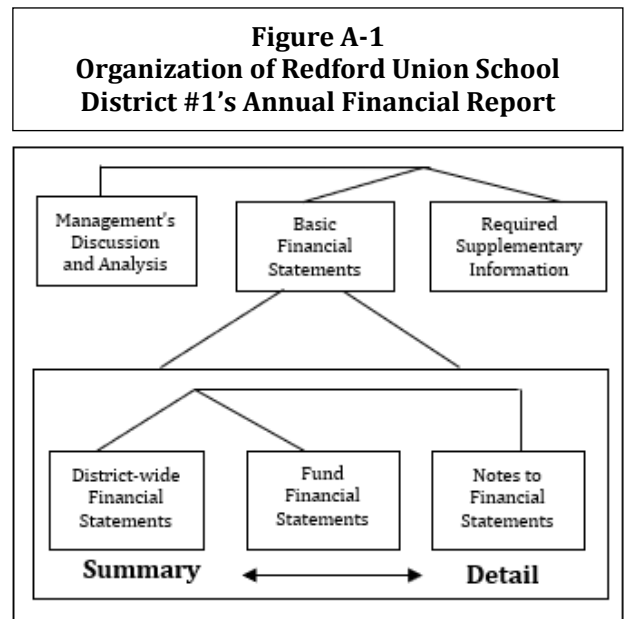 Figure A-1
Organization of Redford Union School
District #1's Annual Financial Report
Management's
Discussion
and Analysis
Basic
Financial
Statements
Required
Supplementary
Information
District-wide
Financial
Statements
Fund
Financial
Statements
Notes to
Financial
Statements
Summary
Detail